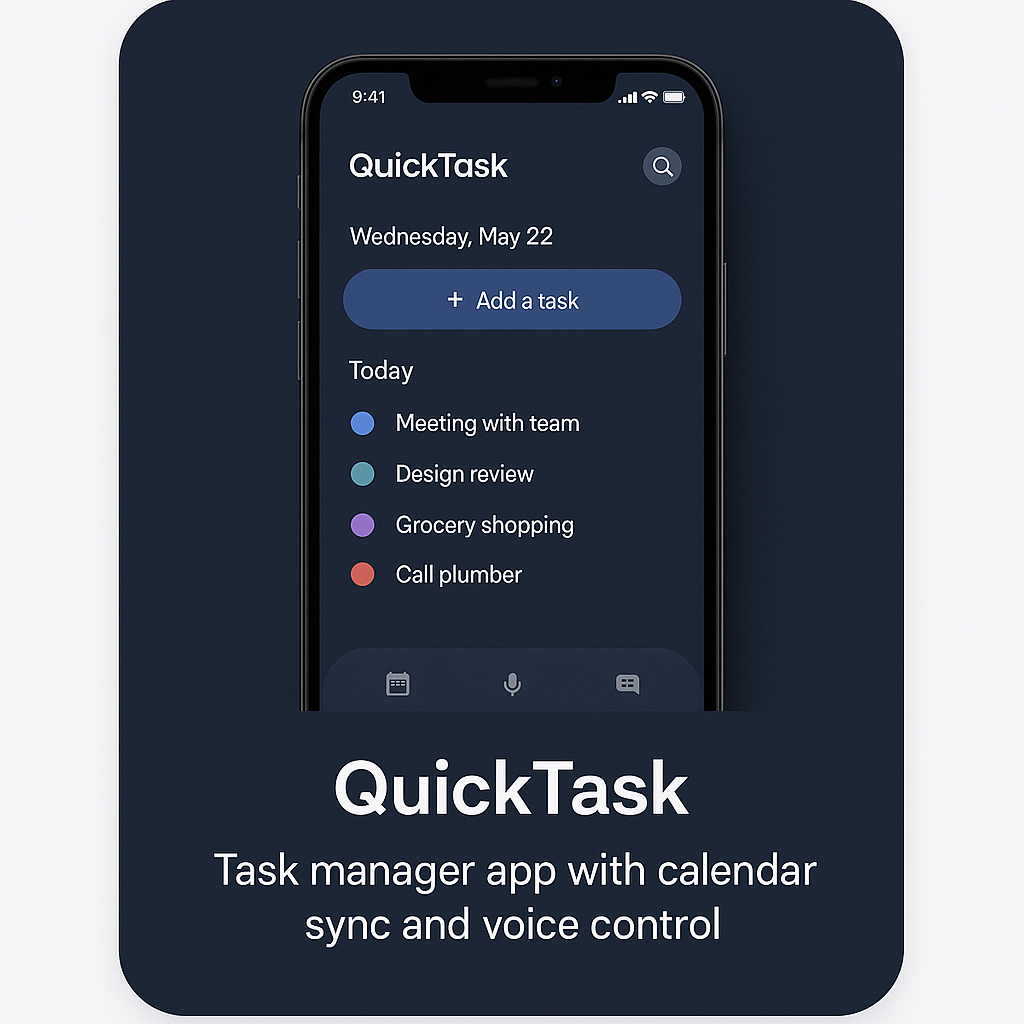 9:41
QuickTask
Wednesday, May 22
+ Add a task
Today
Meeting with team
Design review
Grocery shopping
Call plumber
QuickTask
Task manager app with calendar
sync and voice control